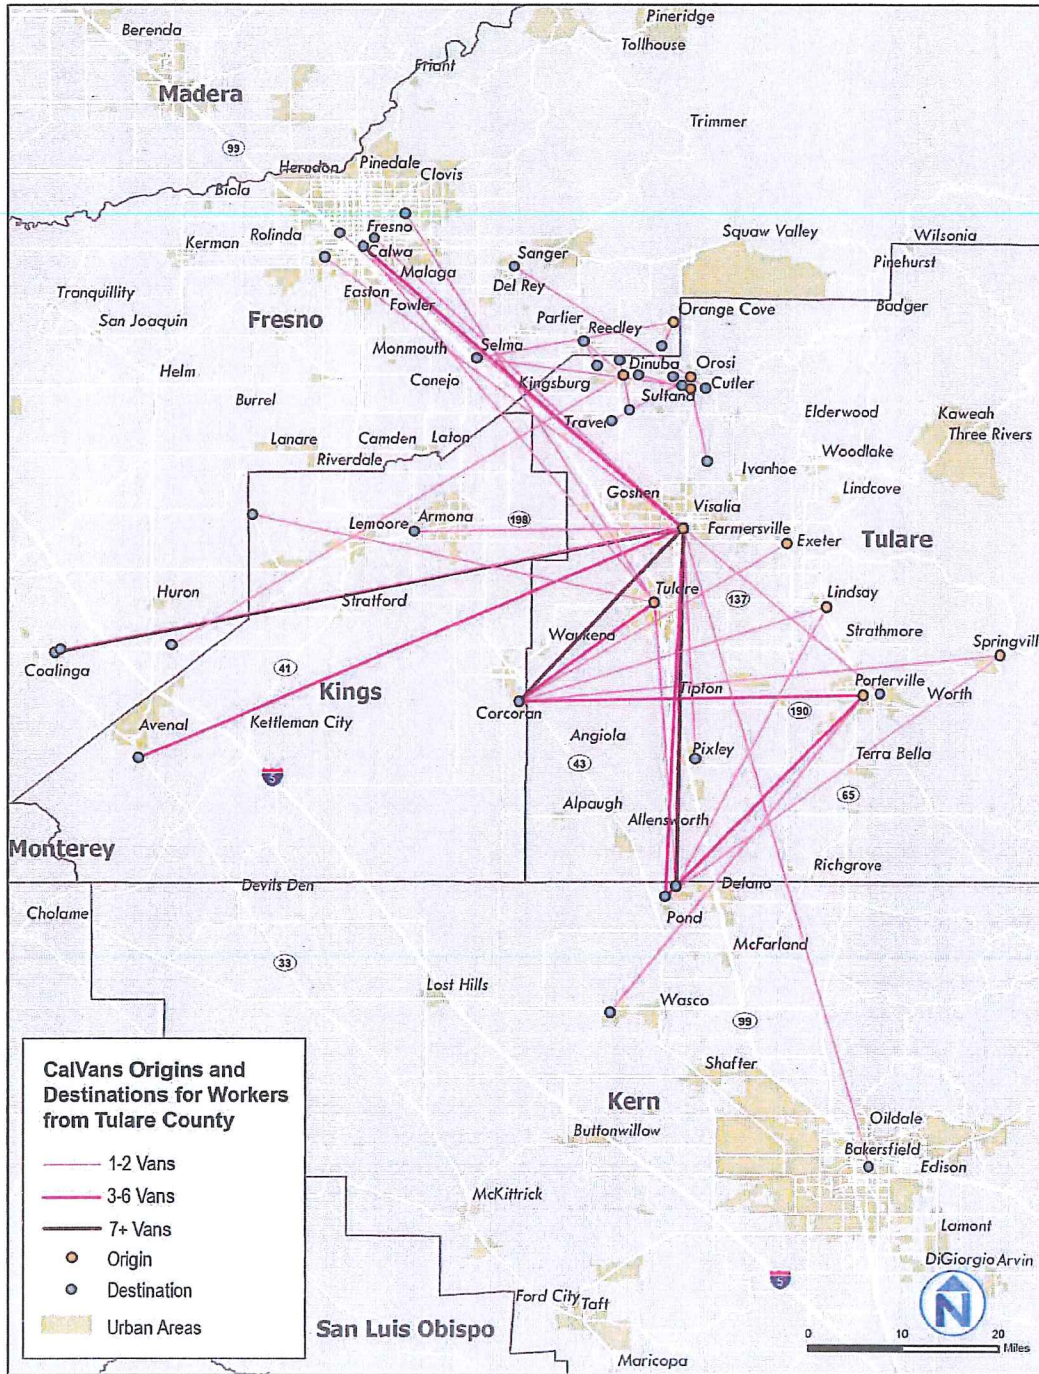 Pineridge
Berenda
Tollhouse
Friant
Madera
Trimmer
99
Herndon
Pinedale
Clovis
Biola
Fresno
Squaw Valley
Wilsonia
Kerman
Rolinda
Calwa
Sanger
Pinehurst
Malaga
Del Rey
Tranquillity
Easton
Fowler
Orange Cove
Badger
San Joaquin
Fresno
Parlier
Reedley
Monmouth
Selma
Helm
Conejo
Kingsburg
Dinuba
Orosi
Cutler
Burrel
Sultana
Traver
Elderwood
Kaweah
Three Rivers
Lanare
Camden
Laton
Riverdale
Woodlake
Ivanhoe
Lindcove
Goshen
Visalia
Lemoore
Armona
198
Farmersville
Exeter
Tulare
Huron
Stratford
Tulare
137
Lindsay
Waukena
Strathmore
Springville
Coalinga
41
Kings
Tipton
Porterville
Worth
Corcoran
190
Avenal
Kettleman City
Angiola
Pixley
Terra Bella
5
43
65
Alpaugh
Allensworth
Monterey
Richgrove
Devils Den
Delano
Cholame
Pond
McFarland
33
Lost Hills
Wasco
99
CalVans Origins and
Destinations for Workers
from Tulare County
1-2 Vans
3-6 Vans
7+ Vans
Origin
Destination
Urban Areas
Shafter
Kern
Buttonwillow
Oildale
Bakersfield
Edison
McKittrick
Lamont
DiGiorgio
Arvin
5
N
Ford City
Taft
San Luis Obispo
0 10 20
Miles
Maricopa